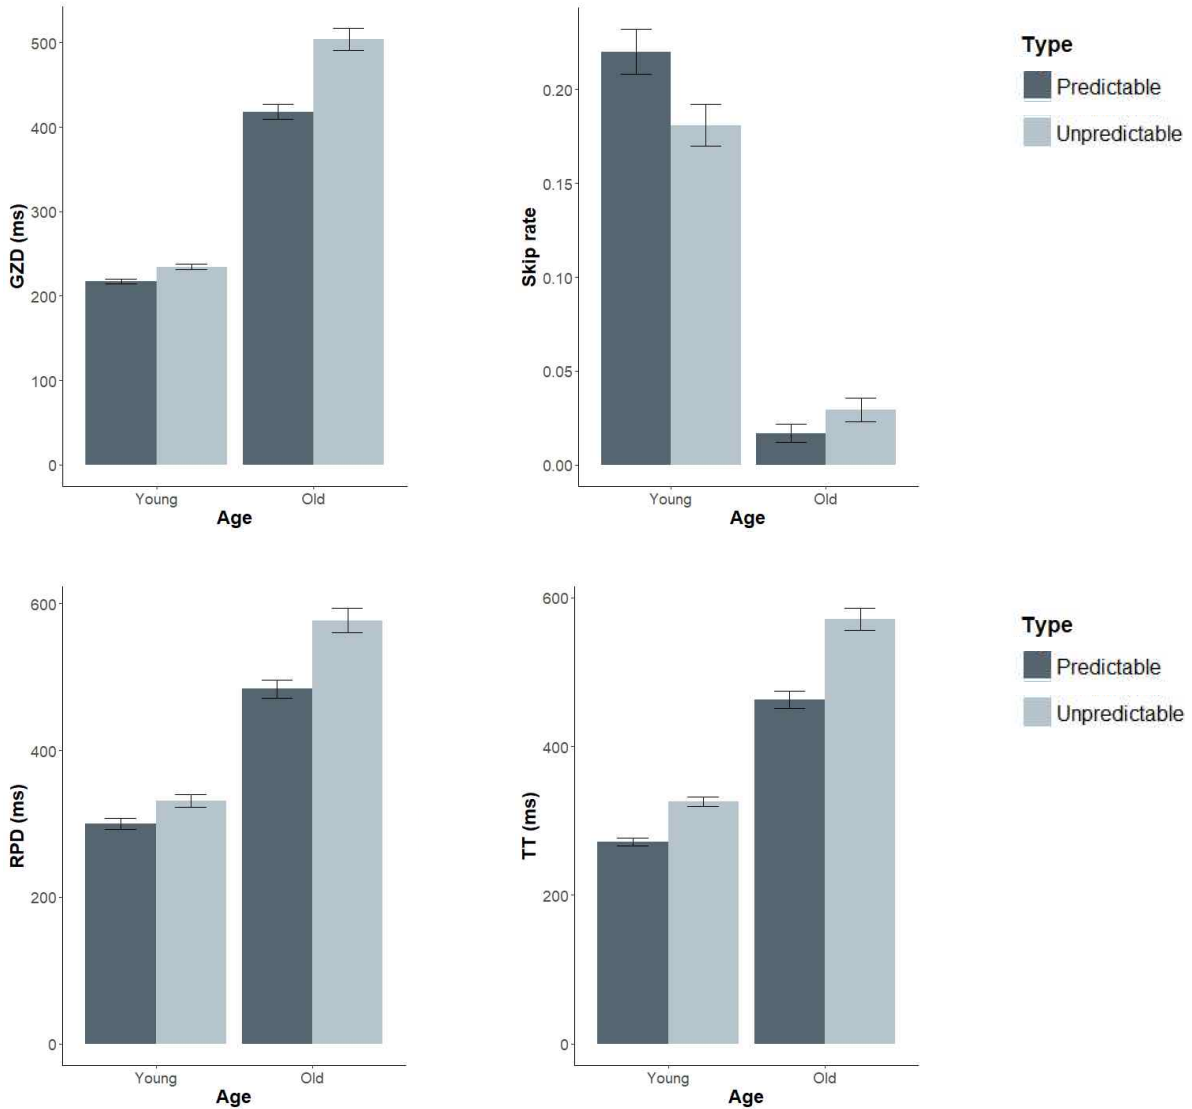 500
400
300
200
100
0
GZD (ms)
Young Old
Age
0.20
0.15
0.10
0.05
0.00
Skip rate
Young Old
Age
Type
Predictable
Unpredictable
600
400
200
0
RPD (ms)
Young Old
Age
600
400
200
0
TT (ms)
Young Old
Age
Type
Predictable
Unpredictable